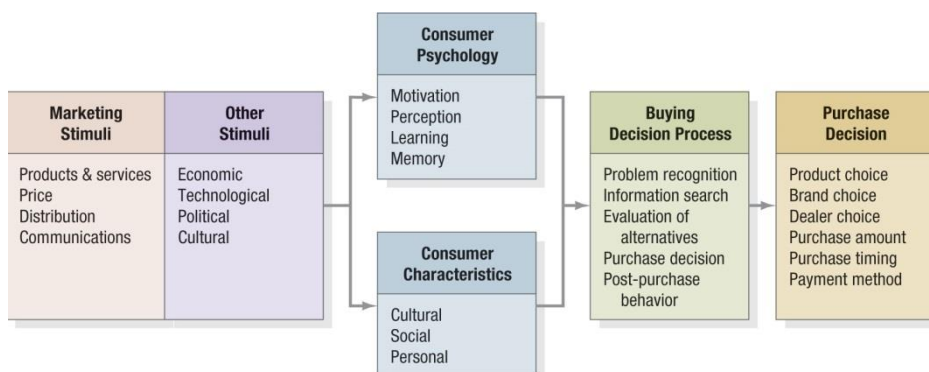 Marketing
Stimuli
Products & services
Price
Distribution
Communications
Other
Stimuli
Economic
Technological
Political
Cultural
Consumer
Psychology
Motivation
Perception
Learning
Memory
Consumer
Characteristics
Cultural
Social
Personal
Buying
Decision Process
Problem recognition
Information search
Evaluation of
alternatives
Purchase decision
Post-purchase
behavior
Purchase
Decision
Product choice
Brand choice
Dealer choice
Purchase amount
Purchase timing
Payment method